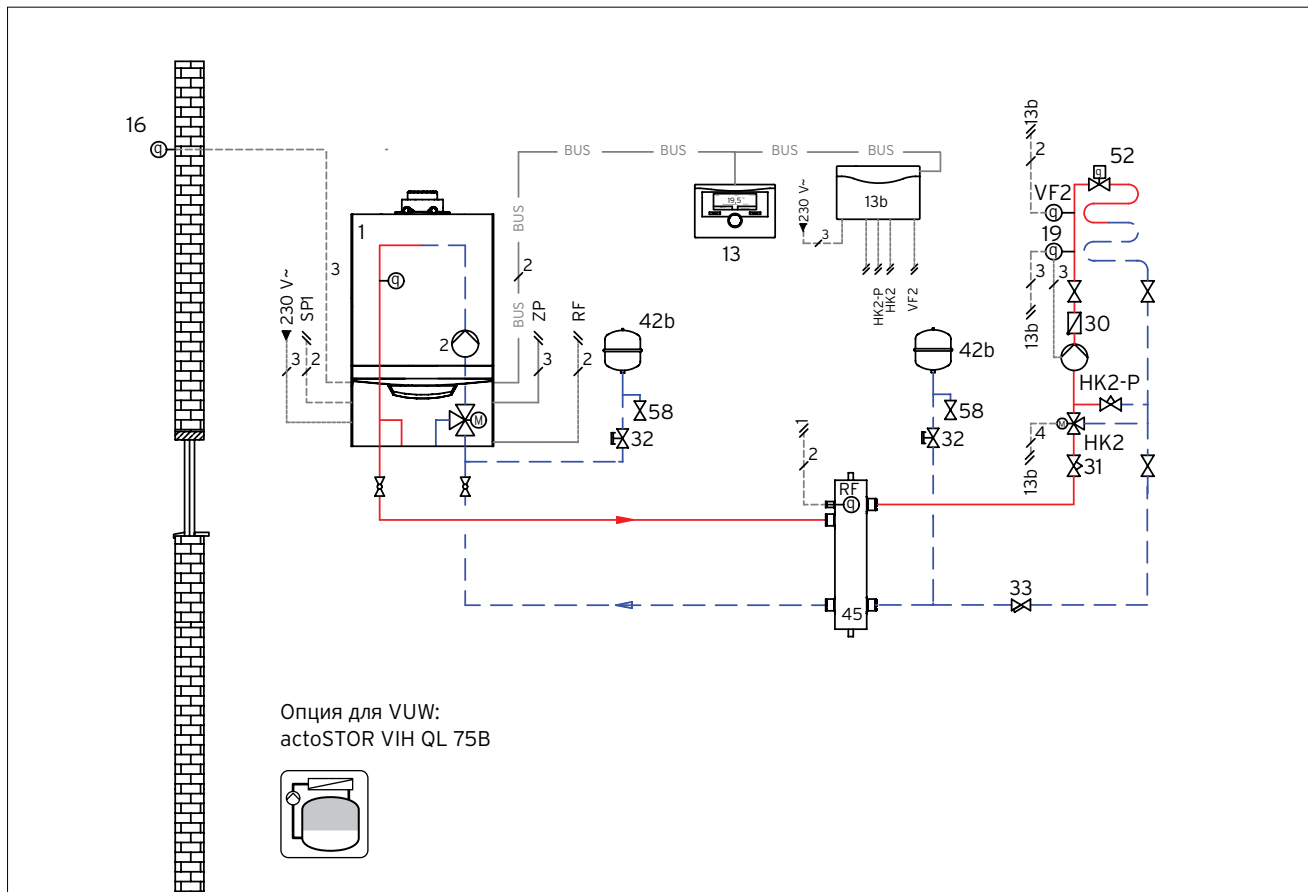 16
BUS
BUS
BUS
BUS
13b
2
52
VF2
19
1
19,5
13
13b
230 V~
3
HK2-P
HK2
VF2
3
3
13b
30
3
230 V~
SP1
3
2
BUS
2
BUS
ZP
3
RF
2
2
M
42b
58
32
42b
58
32
HK2-P
M
HK2
4
13b
31
1
2
RF
45
33
Опция для VUW:
actoSTOR VIH QL 75B